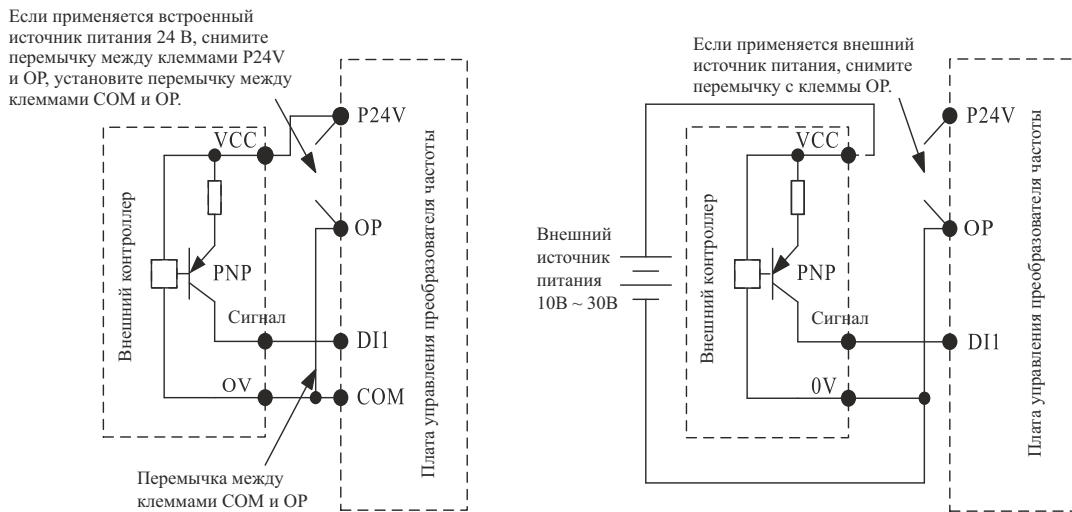 Если применяется встроенный
источник питания 24 В, снимите
перемычку между клеммами P24V
и OP, установите перемычку между
клеммами COM и OP.
VCC
P24V
OP
PNP
Сигнал
DI1
OV
COM
Внешний контроллер
Плата управления преобразователя частоты
Перемычка между
клеммами COM и OP
Если применяется внешний
источник питания, снимите
перемычку с клеммы OP.
VCC
P24V
OP
Внешний
источник
питания
10В ~ 30В
PNP
Сигнал
DI1
0V
Внешний контроллер
Плата управления преобразователя частоты